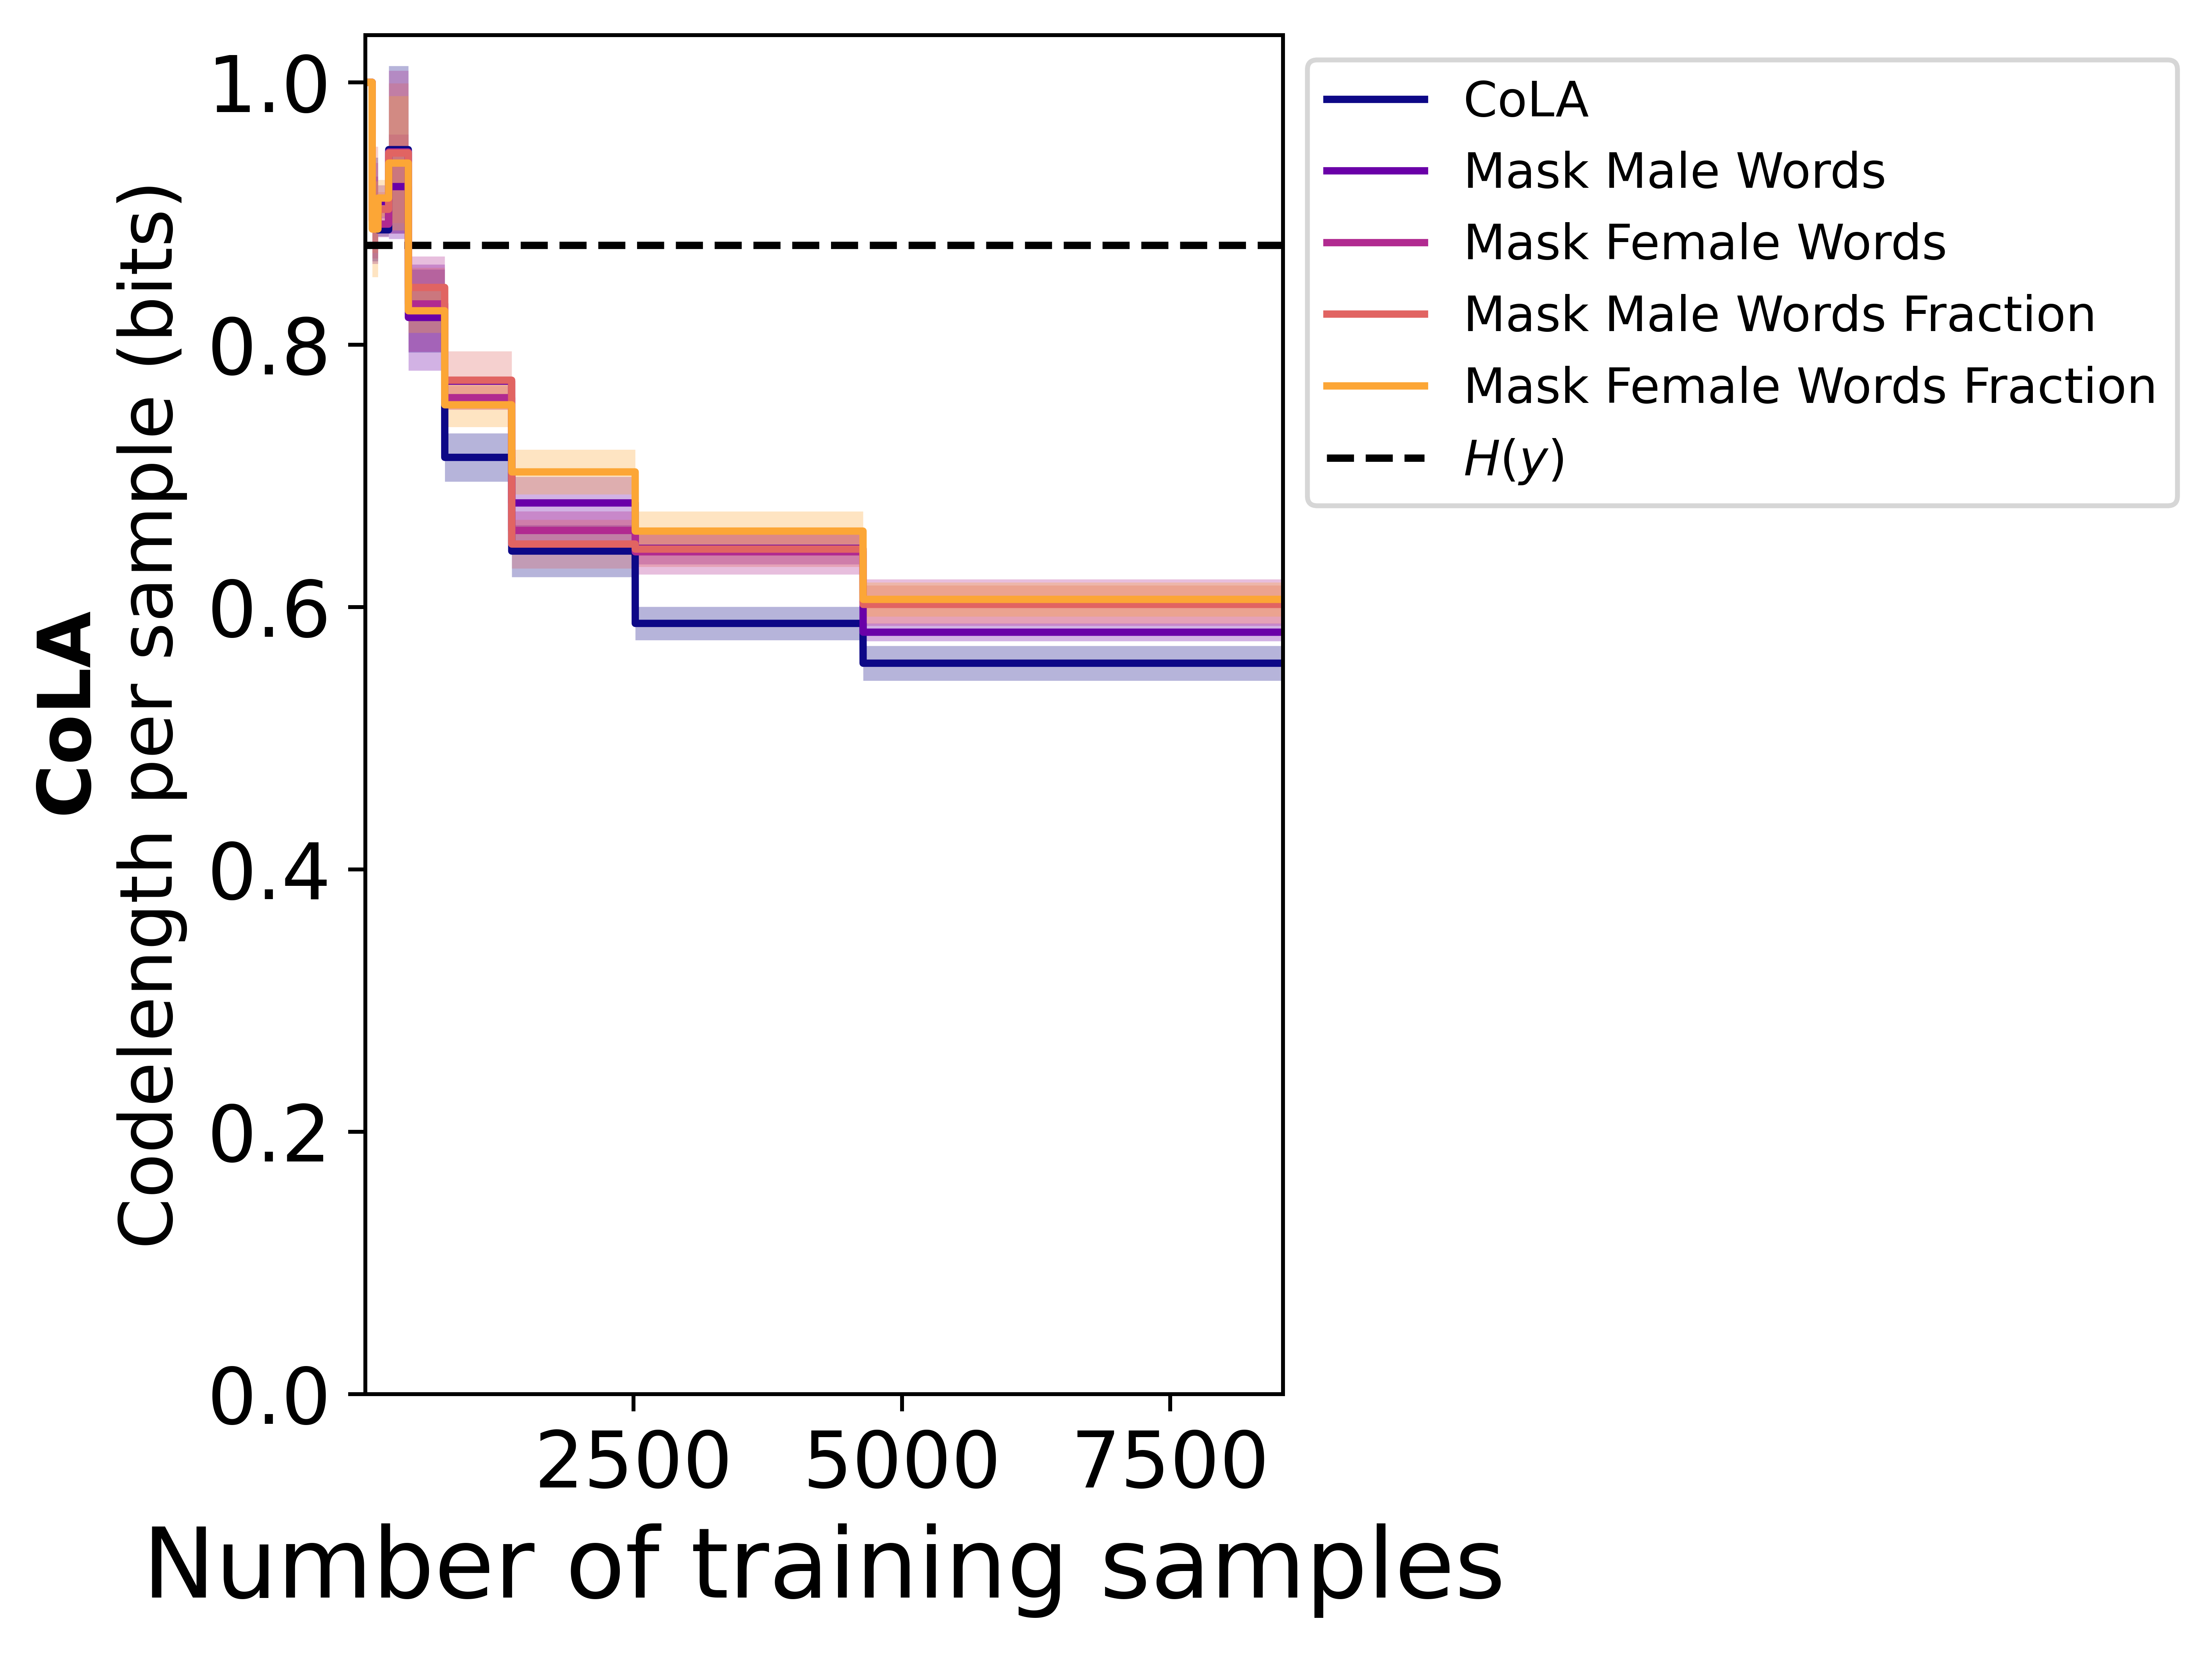 CoLA
Codelength per sample (bits)
1.0
0.8
0.6
0.4
0.2
0.0
2500 5000 7500
Number of training samples
CoLA
Mask Male Words
Mask Female Words
Mask Male Words Fraction
Mask Female Words Fraction
H(y)